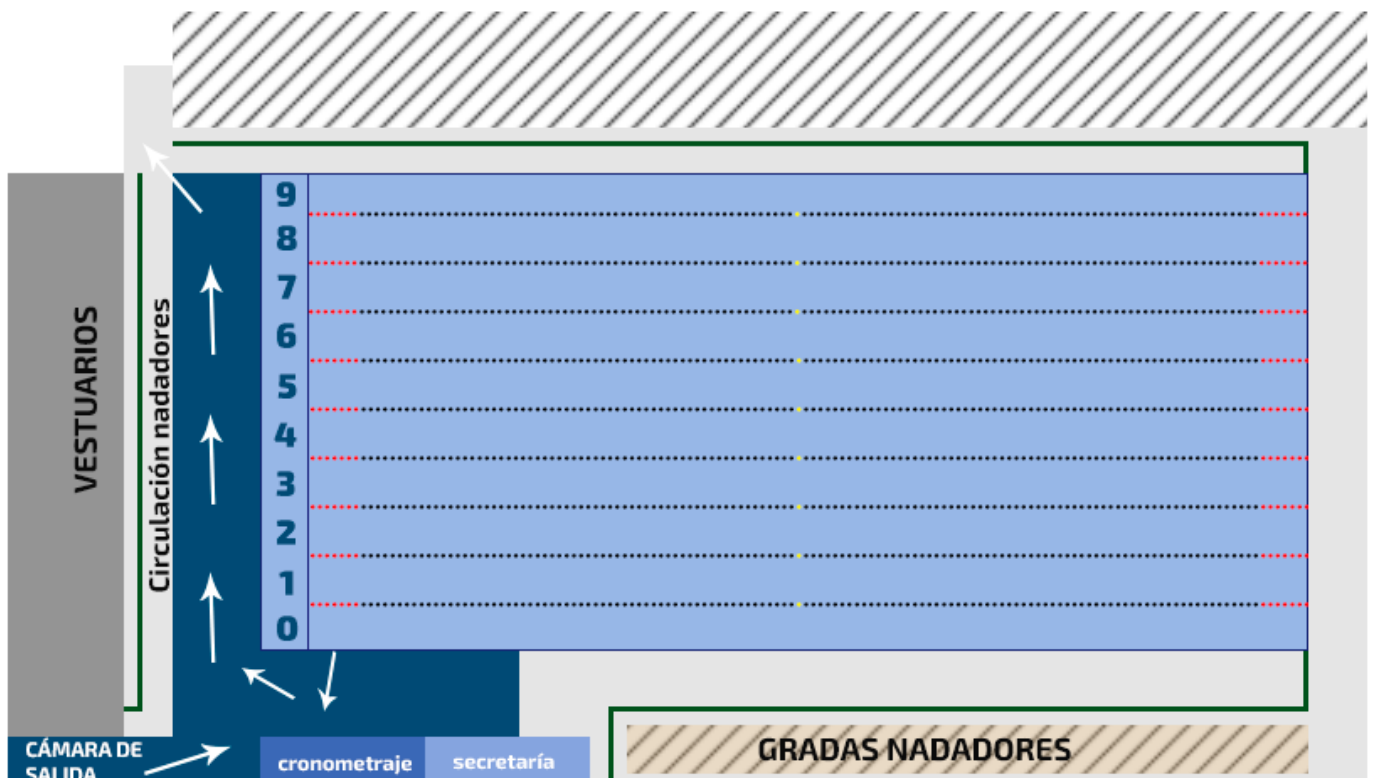 9
8
7
6
5
4
3
2
1
0
VESTUARIOS
Circulación nadadores
CÁMARA DE
SALIDA
cronometraje
secretaría
GRADAS NADADORES